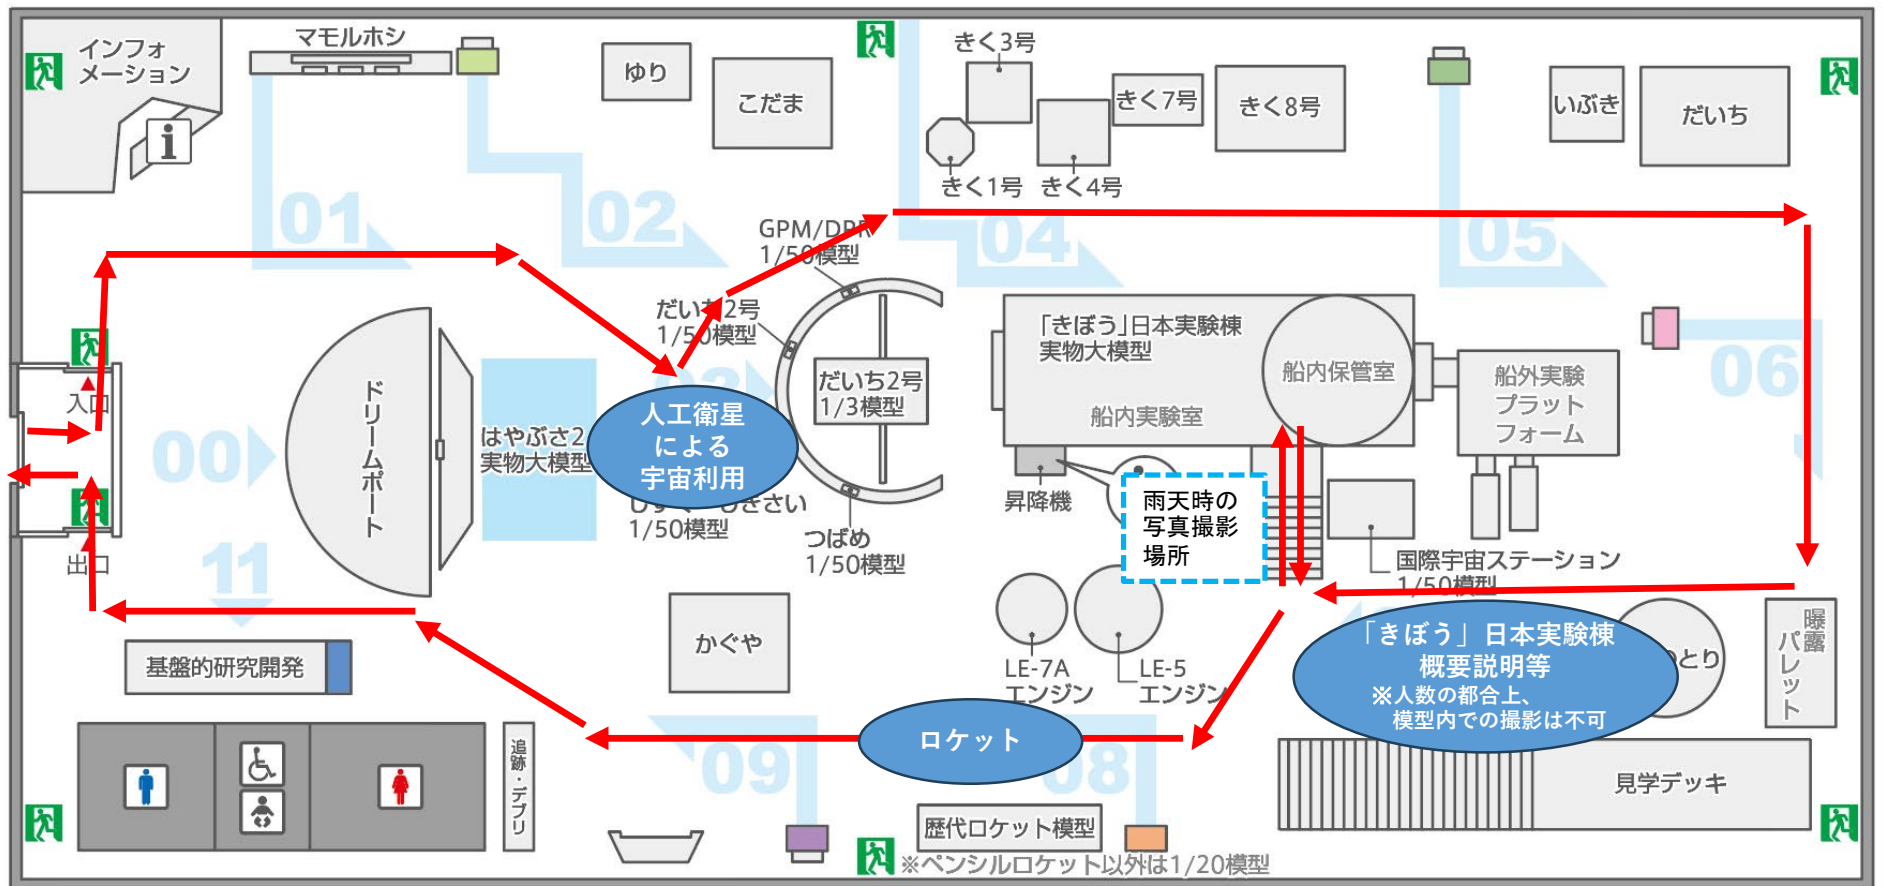 インフォ
メーション
i
マモルホシ
ゆり
こだま
きく3号
きく1号
きく4号
きく7号
きく8号
いぶき
だいち
01
02
04
05
06
GPM/DPR
1/50模型
だいち2号
1/50模型
だいち2号
1/3模型
「きぼう」日本実験棟
実物大模型
船内保管室
船内実験室
船外実験
プラット
フォーム
入口
出口
00
ドリームポート
はやぶさ2
実物大模型
人工衛星
による
宇宙利用
1/50模型
つばめ
1/50模型
昇降機
雨天時の
写真撮影
場所
国際宇宙ステーション
1/50模型
11
基盤的研究開発
かぐや
LE-7A
エンジン
LE-5
エンジン
「きぼう」日本実験棟
概要説明等
※人数の都合上、
模型内での撮影は不可
とり
曝露
パレット
追跡・デブリ
09
ロケット
08
見学デッキ
歴代ロケット模型
※ペンシルロケット以外は1/20模型